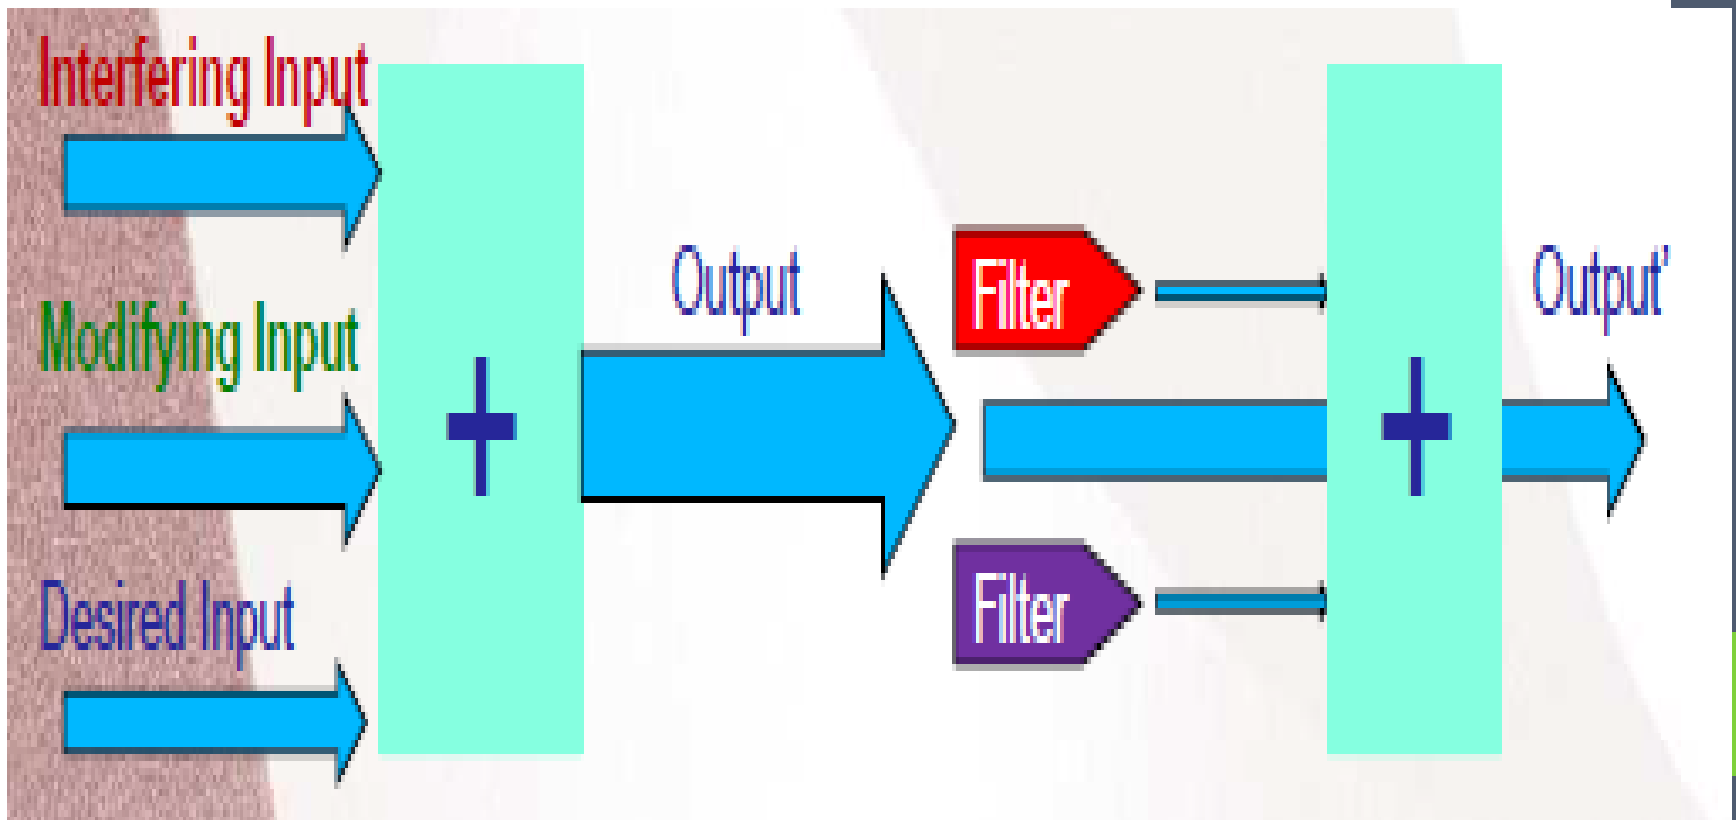 Interfering Input
Modifying Input
Desired Input
+
Output
Filter
Filter
+
Output'